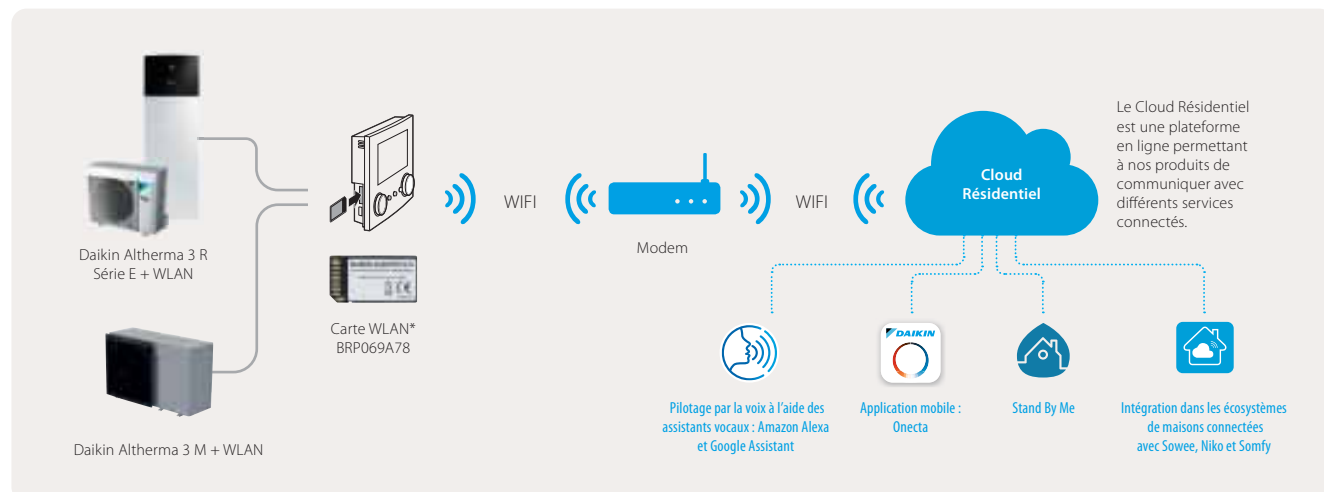 Daikin Altherma 3 R
Série E + WLAN
Daikin Altherma 3 M + WLAN
Carte WLAN*
BRP069A78
WIFI
Modem
WIFI
Cloud
Résidentiel
Le Cloud Résidentiel
est une plateforme
en ligne permettant
à nos produits de
communiquer avec
différents services
connectés.
Pilotage par la voix à l'aide des
assistants vocaux : Amazon Alexa
et Google Assistant
DAIKIN
Application mobile :
Onecta
Stand By Me
Intégration dans les écosystèmes
de maisons connectées
avec Sowee, Niko et Somfy